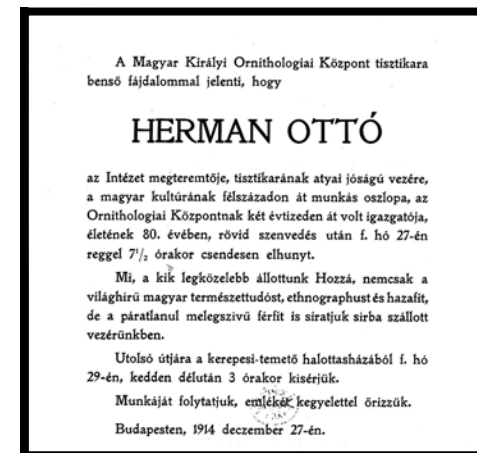 A Magyar Királyi Ornithologiai Központ tisztikara
benső fájdalommal jelenti, hogy
HERMAN OTTÓ
az Intézet megteremtője, tisztikarának atyai jóságú vezére,
a magyar kultúrának félszázadon át munkás oszlopa, az
Ornithologiai Központnak két évtizeden át volt igazgatója,
életének 80. évében, rövid szenvedés után f. hó 27-én
reggel 7¹/₂ órakor csendesen elhunyt.
Mi, a kik legközelebb állottunk Hozzá, nemcsak a
világhírű magyar természettudóst, ethnographust és hazafit,
de a páratlanul melegszivű férfit is siratjuk sirba szállott
vezérünkben.
Utolsó útjára a kerepesi-temető halottasházából f. hó
29-én, kedden délután 3 órakor kisérjük.
Munkáját folytatjuk, emlékét kegyelettel őrizzük.
Budapesten, 1914 deczember 27-én.